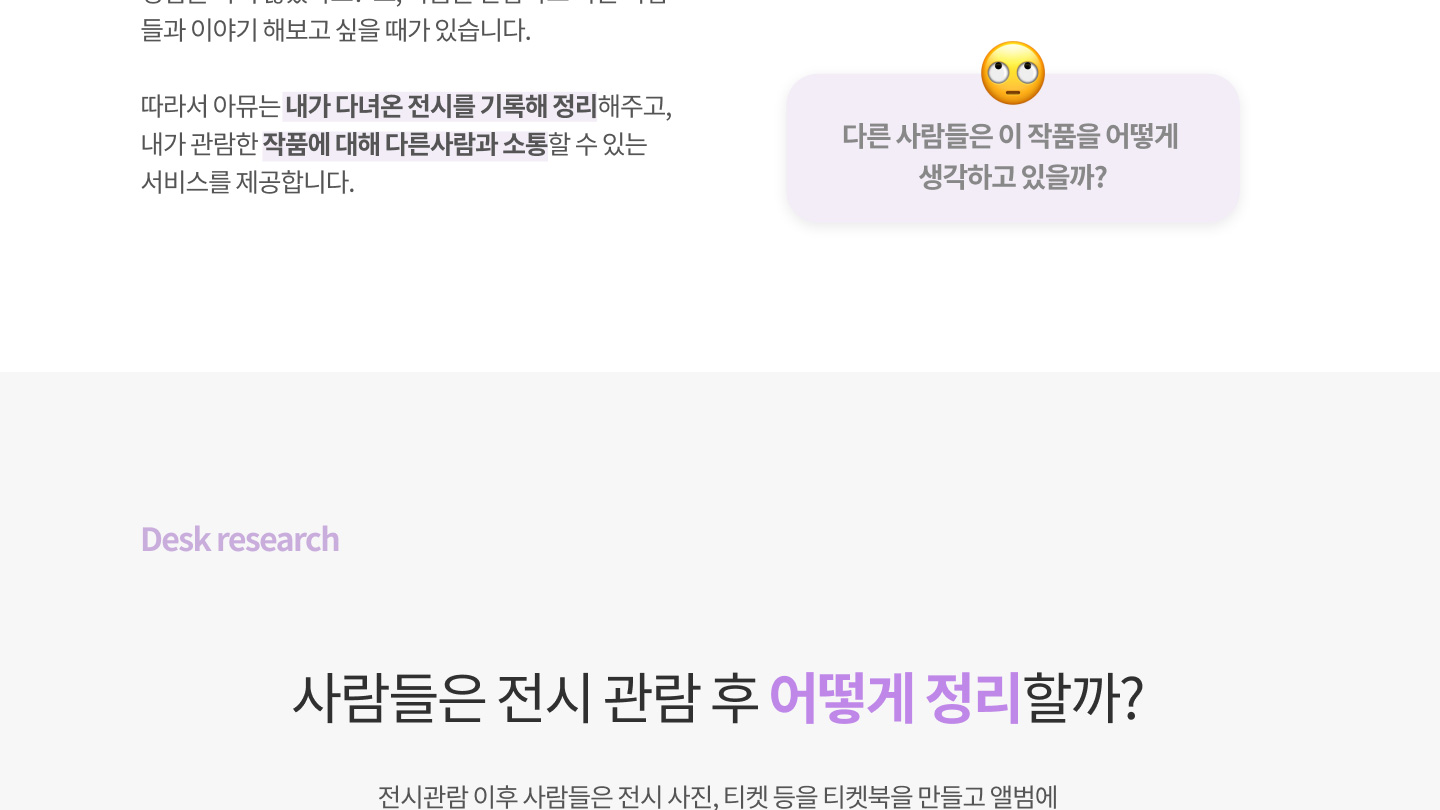 들과 이야기 해보고 싶을 때가 있습니다.
따라서 아뮤는 내가 다녀온 전시를 기록해 정리해주고,
내가 관람한 작품에 대해 다른사람과 소통할 수 있는
서비스를 제공합니다.
다른 사람들은 이 작품을 어떻게
생각하고 있을까?
Desk research
사람들은 전시 관람 후 어떻게 정리할까?
전시관람 이후 사람들은 전시 사진, 티켓 등을 티켓북을 만들고 앨범에